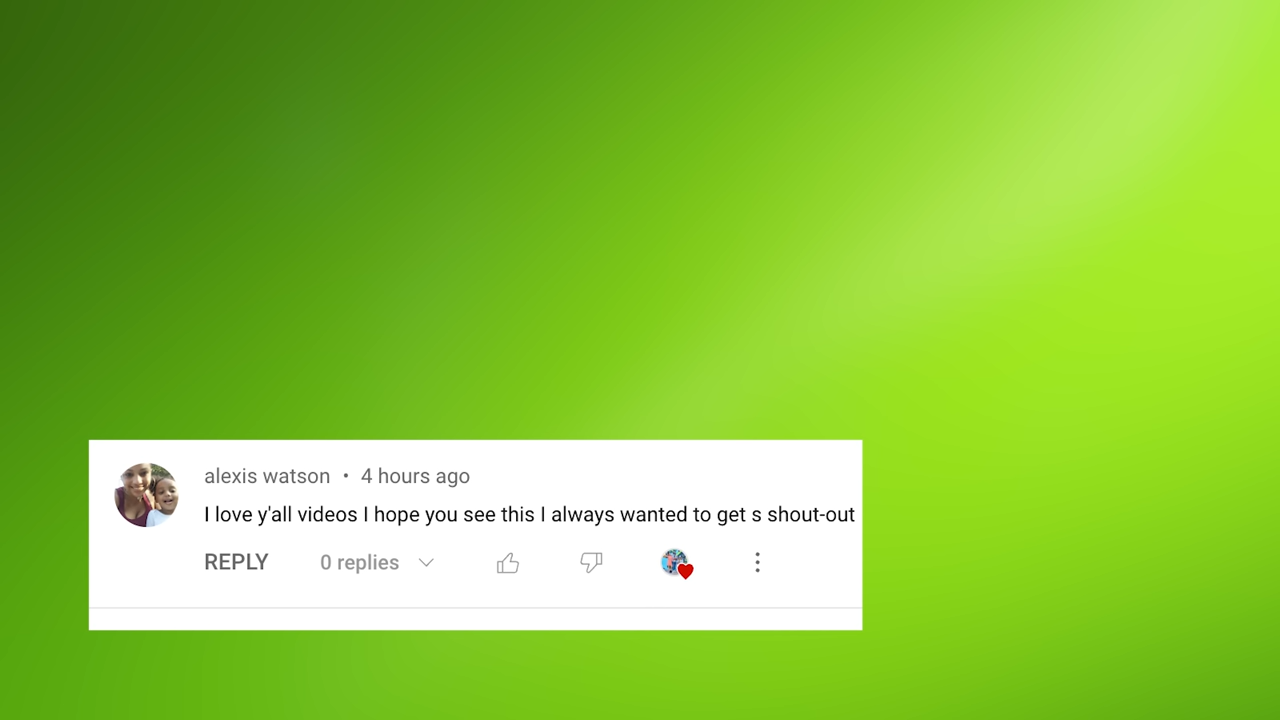 alexis watson • 4 hours ago
I love y'all videos I hope you see this I always wanted to get s shout-out
REPLY 0 replies